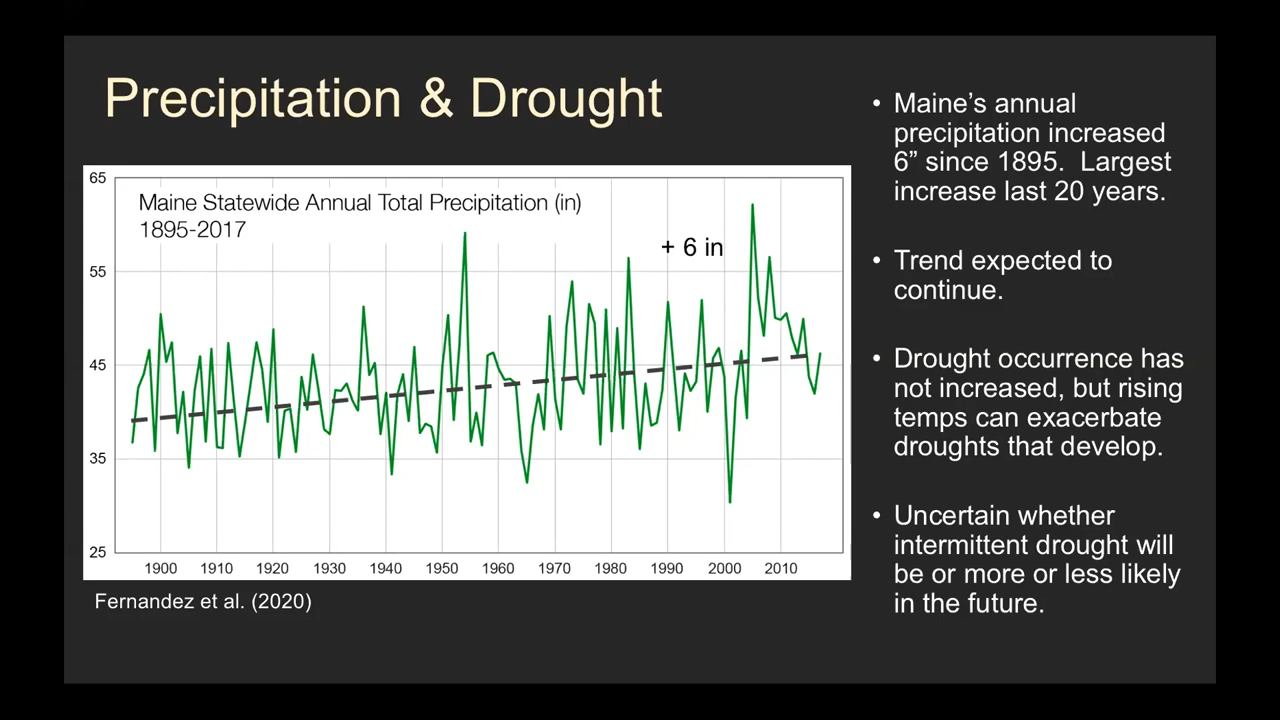 Precipitation & Drought
65
55
45
35
25
Maine Statewide Annual Total Precipitation (in)
1895-2017
+ 6 in
1900 1910 1920 1930 1940 1950 1960 1970 1980 1990 2000 2010
Fernandez et al. (2020)
• Maine’s annual
precipitation increased
6” since 1895.  Largest
increase last 20 years.
• Trend expected to
continue.
• Drought occurrence has
not increased, but rising
temps can exacerbate
droughts that develop.
• Uncertain whether
intermittent drought will
be or more or less likely
in the future.